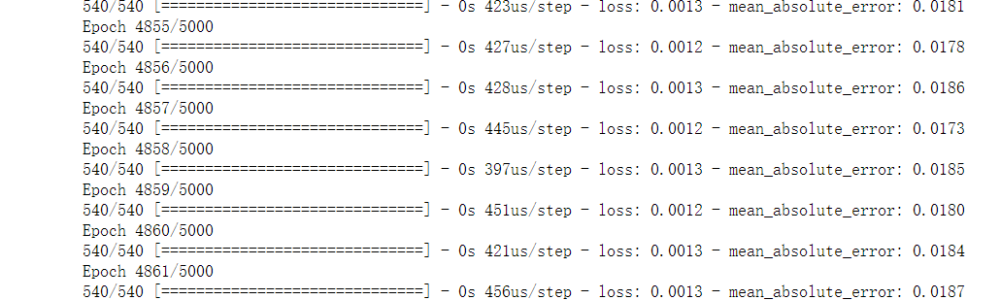 540/540 [==============================] - 0s 423us/step - loss: 0.0013 - mean_absolute_error: 0.0181
Epoch 4855/5000
540/540 [==============================] - 0s 427us/step - loss: 0.0012 - mean_absolute_error: 0.0178
Epoch 4856/5000
540/540 [==============================] - 0s 428us/step - loss: 0.0013 - mean_absolute_error: 0.0186
Epoch 4857/5000
540/540 [==============================] - 0s 445us/step - loss: 0.0012 - mean_absolute_error: 0.0173
Epoch 4858/5000
540/540 [==============================] - 0s 397us/step - loss: 0.0013 - mean_absolute_error: 0.0185
Epoch 4859/5000
540/540 [==============================] - 0s 451us/step - loss: 0.0012 - mean_absolute_error: 0.0180
Epoch 4860/5000
540/540 [==============================] - 0s 421us/step - loss: 0.0013 - mean_absolute_error: 0.0184
Epoch 4861/5000
540/540 [==============================] - 0s 456us/step - loss: 0.0013 - mean_absolute_error: 0.0187